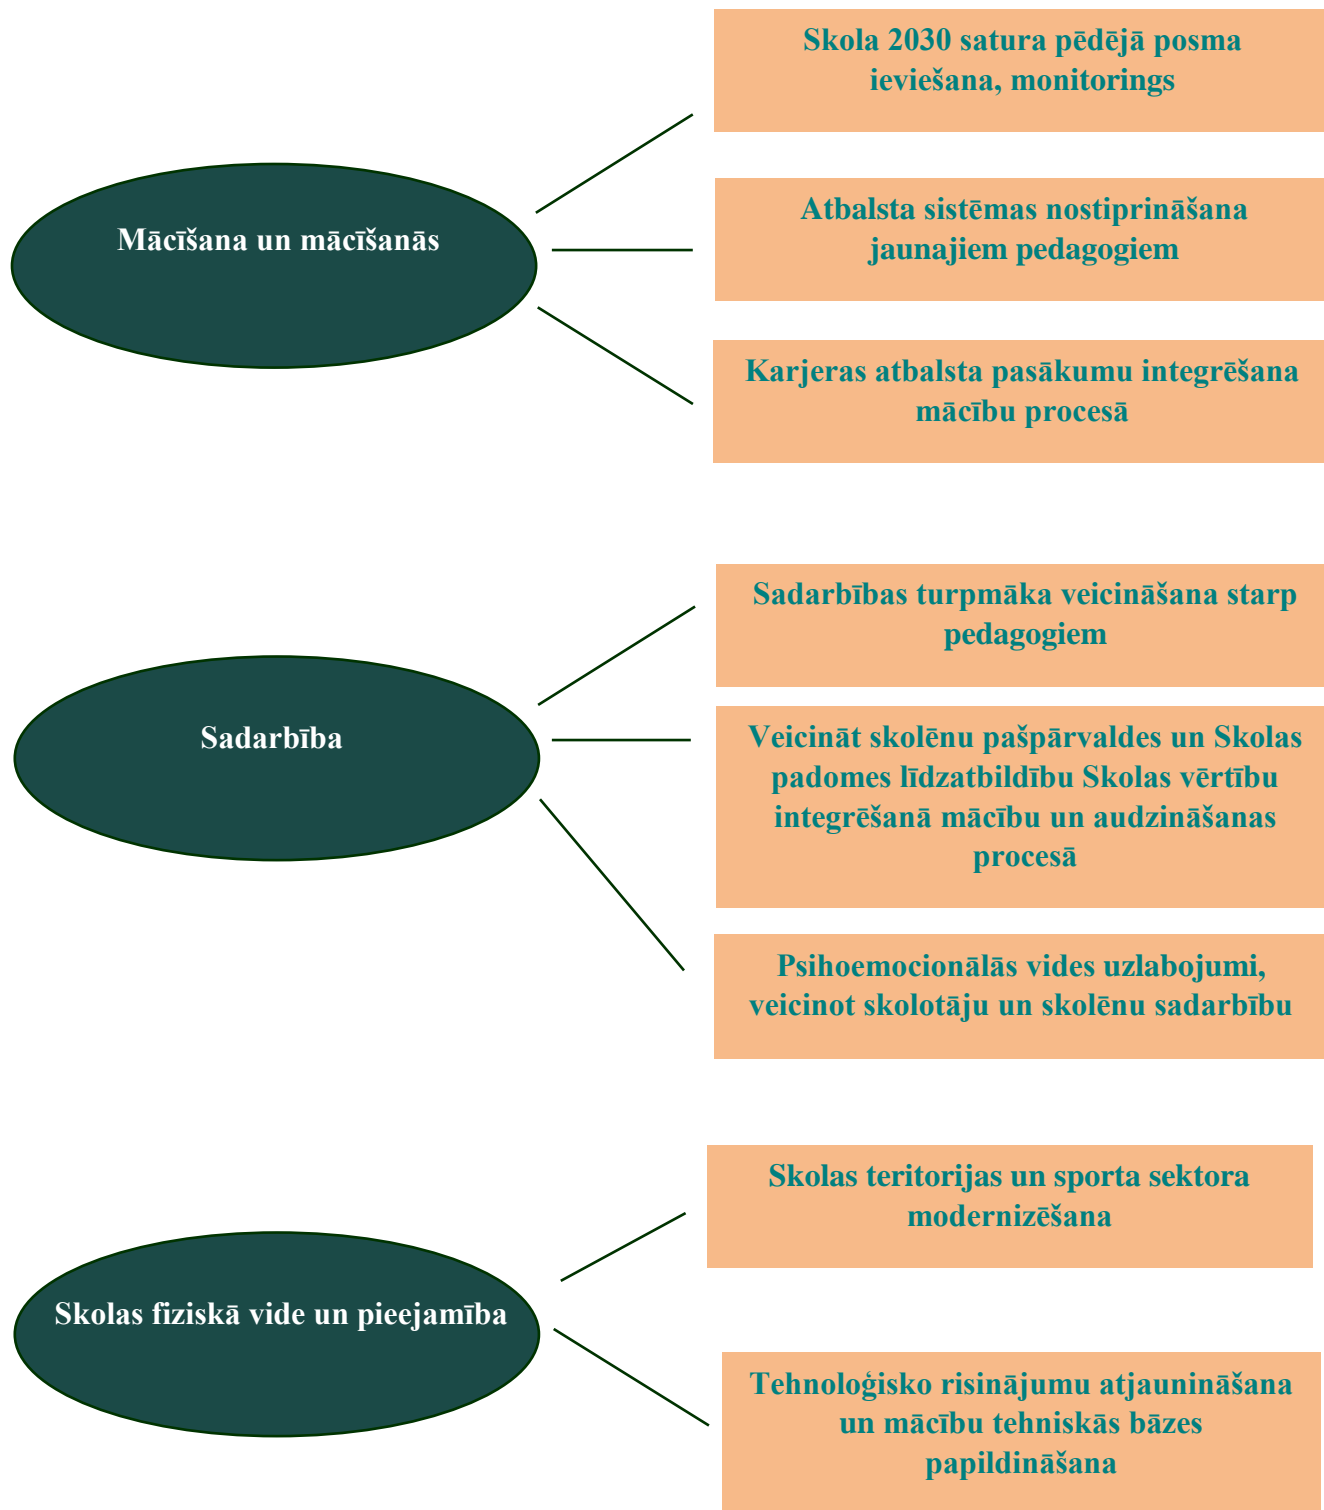 Skola 2030 satura pēdējā posma
ieviešana, monitorings
Mācīšana un mācīšanās
Atbalsta sistēmas nostiprināšana
jaunajiem pedagogiem
Karjeras atbalsta pasākumu integrēšana
mācību procesā
Sadarbības turpmāka veicināšana starp
pedagogiem
Sadarbība
Veicināt skolēnu pašpārvaldes un Skolas
padomes līdzatbildību Skolas vērtību
integrēšanā mācību un audzināšanas
procesā
Psihoemocionālās vides uzlabojumi,
veicinot skolotāju un skolēnu sadarbību
Skolas teritorijas un sporta sektora
modernizēšana
Skolas fiziskā vide un pieejamība
Tehnoloģisko risinājumu atjaunināšana
un mācību tehniskās bāzes
papildināšana